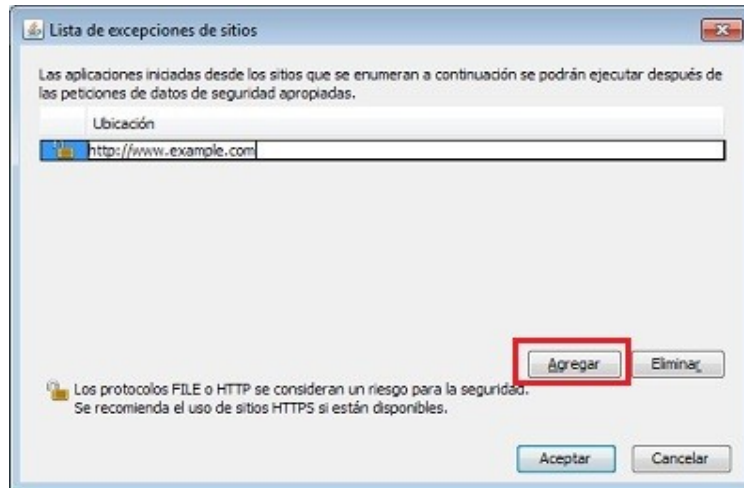 Lista de excepciones de sitios
Las aplicaciones iniciadas desde los sitios que se enumeran a continuación se podrán ejecutar después de
las peticiones de datos de seguridad apropiadas.
Ubicación
http://www.example.com
Agregar
Eliminar
Los protocolos FILE o HTTP se consideran un riesgo para la seguridad.
Se recomienda el uso de sitios HTTPS si están disponibles.
Aceptar
Cancelar